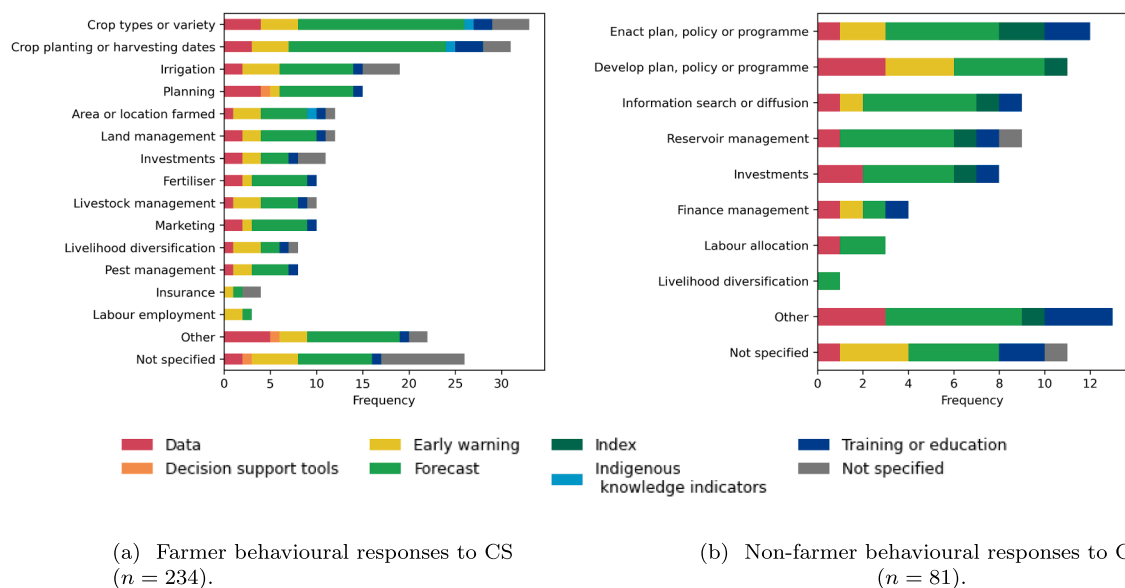 Crop types or variety
Crop planting or harvesting dates
Irrigation
Planning
Area or location farmed
Land management
Investments
Fertiliser
Livestock management
Marketing
Livelihood diversification
Pest management
Insurance
Labour employment
Other
Not specified
0 5 10 15 20 25 30
Frequency
Enact plan, policy or programme
Develop plan, policy or programme
Information search or diffusion
Reservoir management
Investments
Finance management
Labour allocation
Livelihood diversification
Other
Not specified
0 2 4 6 8 10 12
Frequency
Data
Decision support tools
Early warning
Forecast
Index
Indigenous
knowledge indicators
Training or education
Not specified
(a) Farmer behavioural responses to CS
(n = 234).
(b) Non-farmer behavioural responses to C
(n = 81).